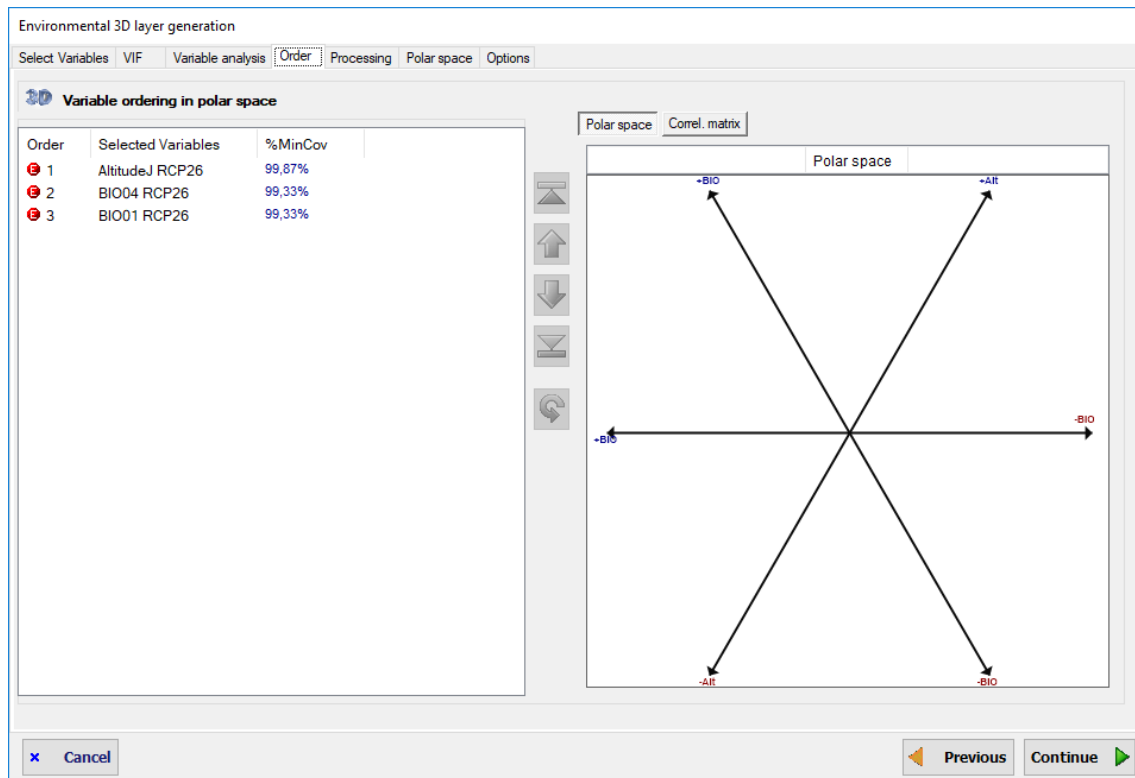 Environmental 3D layer generation
Select Variables VIF Variable analysis Order Processing Polar space Options
3D Variable ordering in polar space
Polar space Correl. matrix
Order Selected Variables %MinCov
E 1 AltitudeJ RCP26 99,87%
E 2 BIO04 RCP26 99,33%
E 3 BIO01 RCP26 99,33%
Polar space
+BIO +Alt
-BIO
+BIO
-Alt -BIO
× Cancel Previous Continue